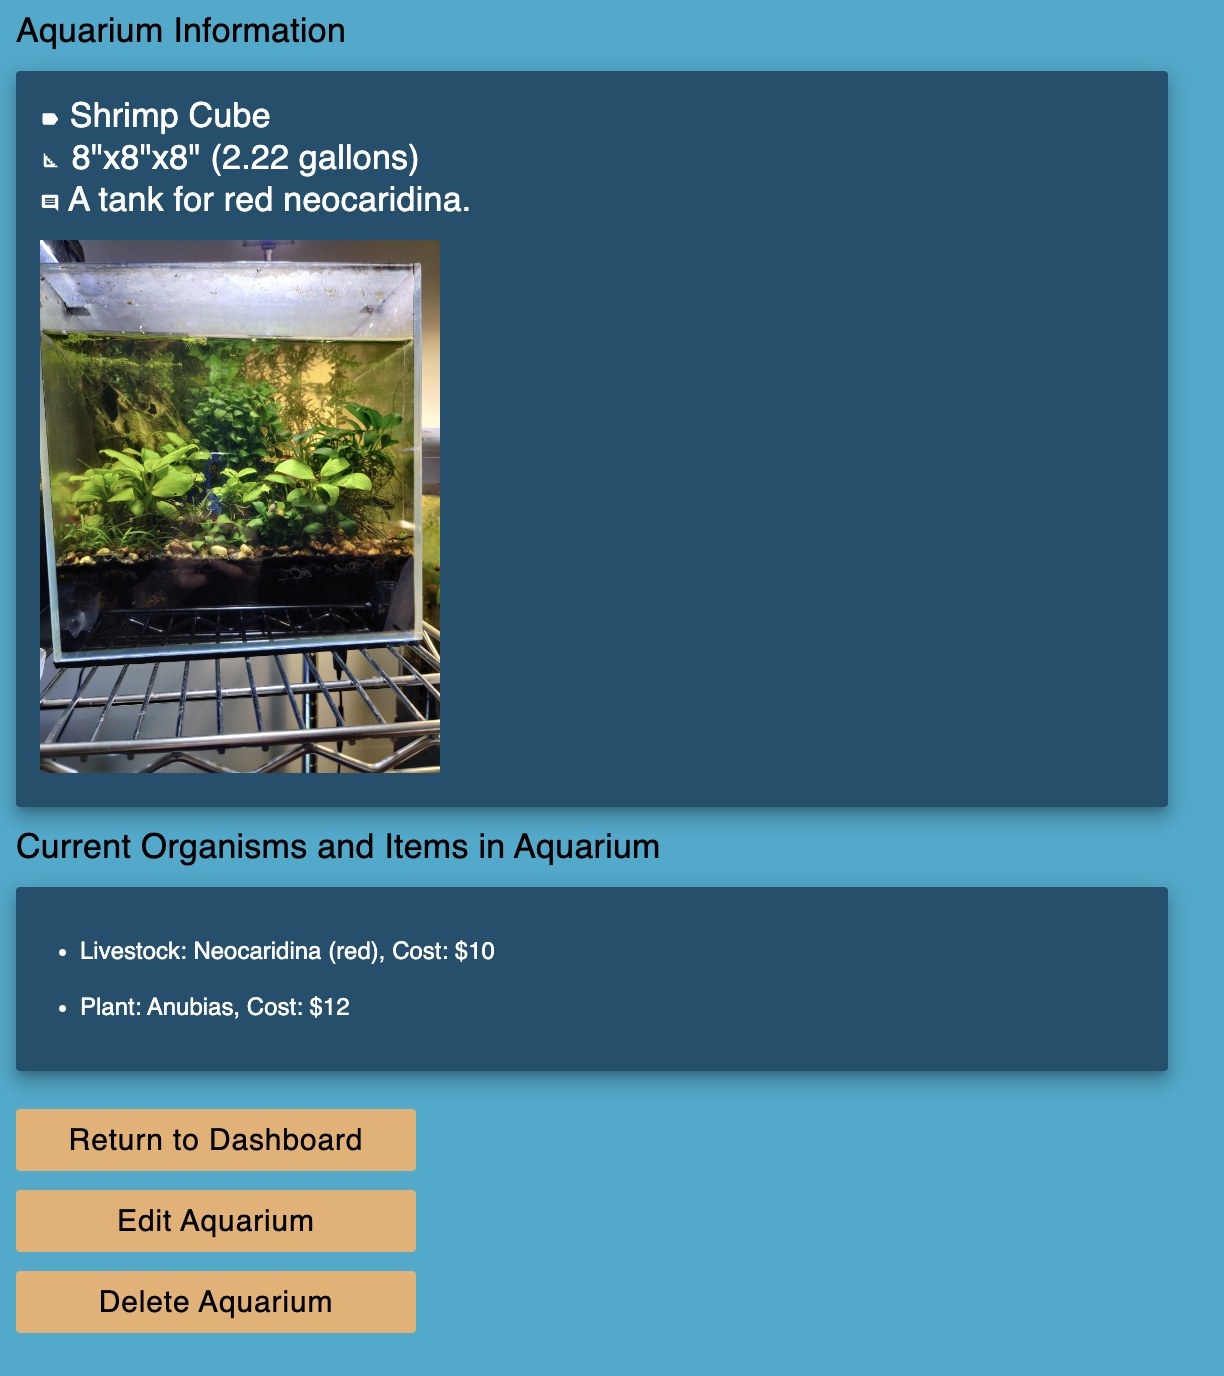 Aquarium Information
Shrimp Cube
8"x8"x8" (2.22 gallons)
A tank for red neocaridina.
Current Organisms and Items in Aquarium
Livestock: Neocaridina (red), Cost: $10
Plant: Anubias, Cost: $12
Return to Dashboard
Edit Aquarium
Delete Aquarium